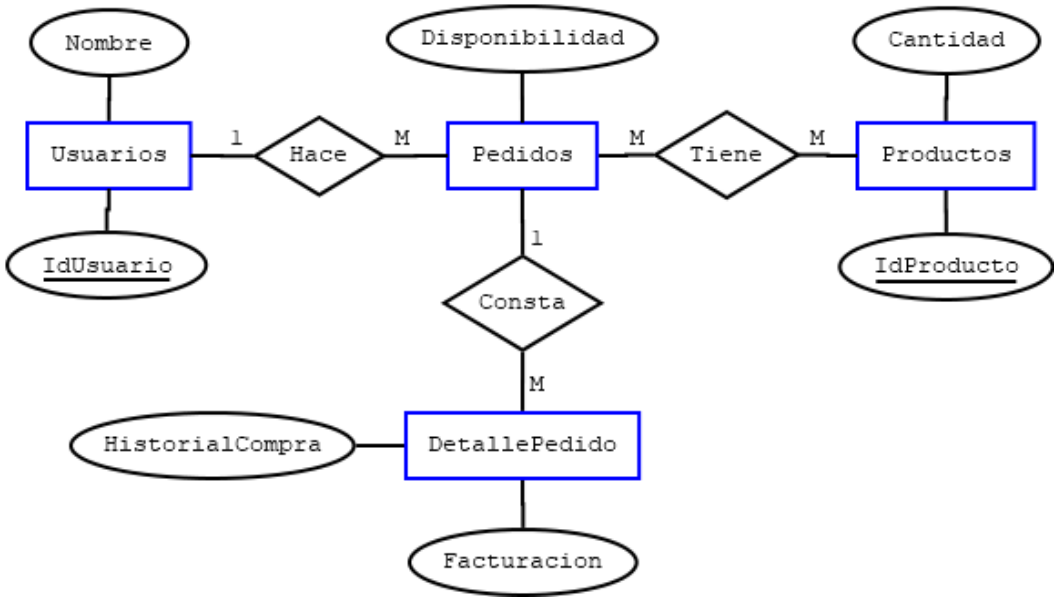 Nombre
Disponibilidad
Cantidad
Usuarios
1
Hace
M
Pedidos
M
Tiene
M
Productos
IdUsuario
1
IdProducto
Consta
M
HistorialCompra
DetallePedido
Facturacion